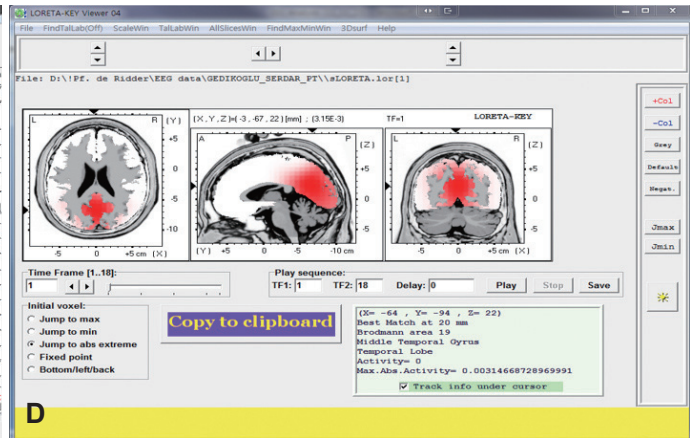 LORETA-KEY Viewer 04
File FindTalLab(Off) ScaleWin TalLabWin AllSlicesWin FindMaxMinWin 3Dsurf Help
File: D:\!Pf. de Ridder\EEG data\GEDIKOGLU_SERDAR_PT\\sLORETA.lor[1]
L R (Y) (X,Y,Z)=(-3,-67,22)[mm] ; (3.15E-3) TF=1 LORETA-KEY
A P (Z) L R (Z)
+5 +5 +5
0 0 0
-5 -5 -5
-10
-5 0 +5 cm (X) +5 0 -5 -10 cm (Y) -5 0 +5 cm (X)
+Col
-Col
Grey
Default
Negat.
Jmax
Jmin
Time Frame [1..18]:
1
Play sequence:
TF1: 1 TF2: 18 Delay: 0 Play Stop Save
Initial voxel:
Jump to max
Jump to min
Jump to abs extreme
Fixed point
Bottom/left/back
Copy to clipboard
(X= -64 , Y= -94 , Z= 22)
Best Match at 20 mm
Brodmann area 19
Middle Temporal Gyrus
Temporal Lobe
Activity= 0
Max.Abs.Activity= 0.00314668728969991
Track info under cursor
D